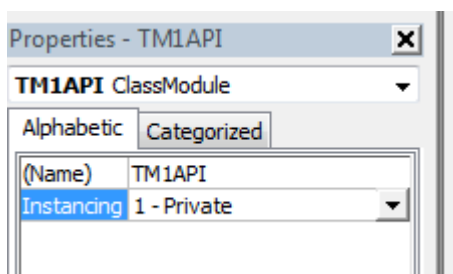 Properties - TM1API
TM1API ClassModule
Alphabetic Categorized
(Name) TM1API
Instancing 1 - Private